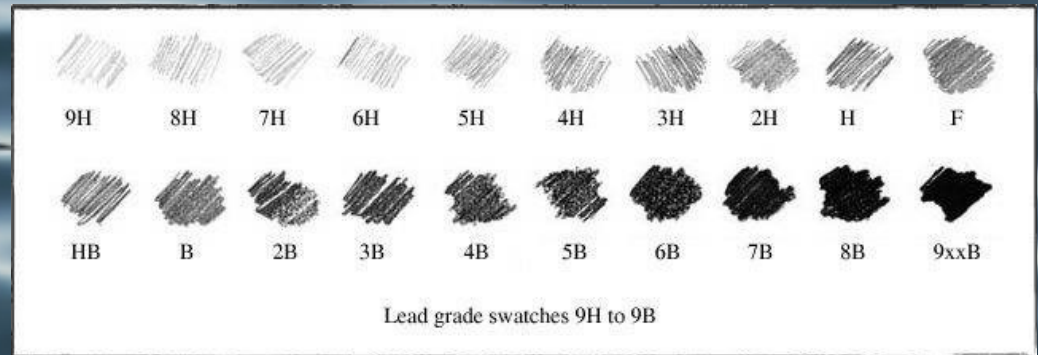 9H 8H 7H 6H 5H 4H 3H 2H H F
HB B 2B 3B 4B 5B 6B 7B 8B 9xxB
Lead grade swatches 9H to 9B